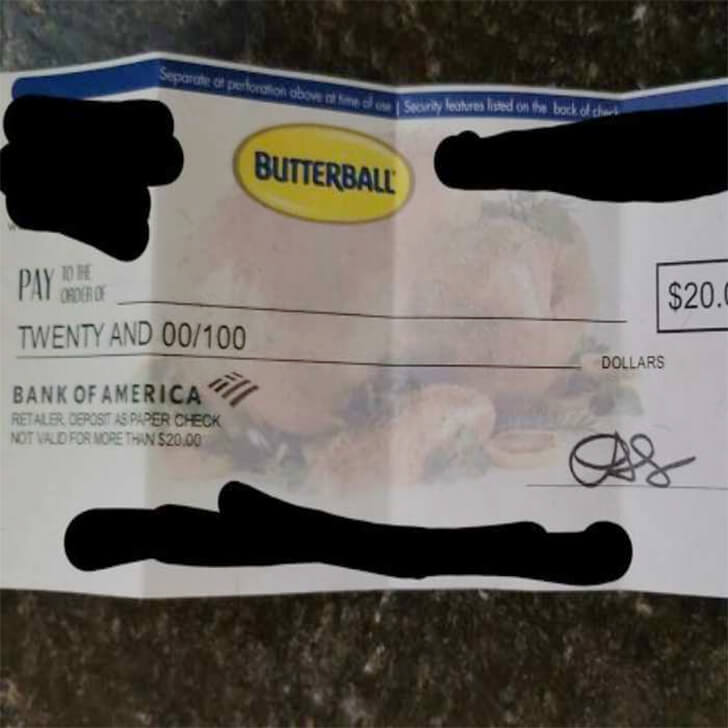 Separate at perforation above at time of use | Security features listed on the back of check
BUTTERBALL
PAY TO THE ORDER OF
$20.0
TWENTY AND 00/100
DOLLARS
BANK OF AMERICA
RETAILER, DEPOSIT AS PAPER CHECK
NOT VALID FOR MORE THAN $20.00